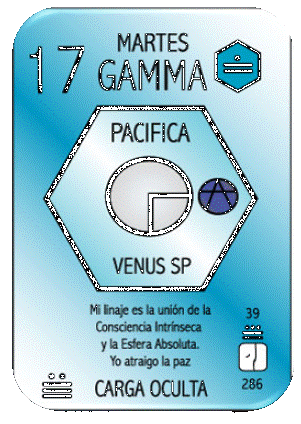 17 MARTES
GAMMA
PACIFICA
VENUS SP
Mi linaje es la unión de la
Consciencia Intrínseca
y la Esfera Absoluta.
Yo atraigo la paz
39
286
CARGA OCULTA